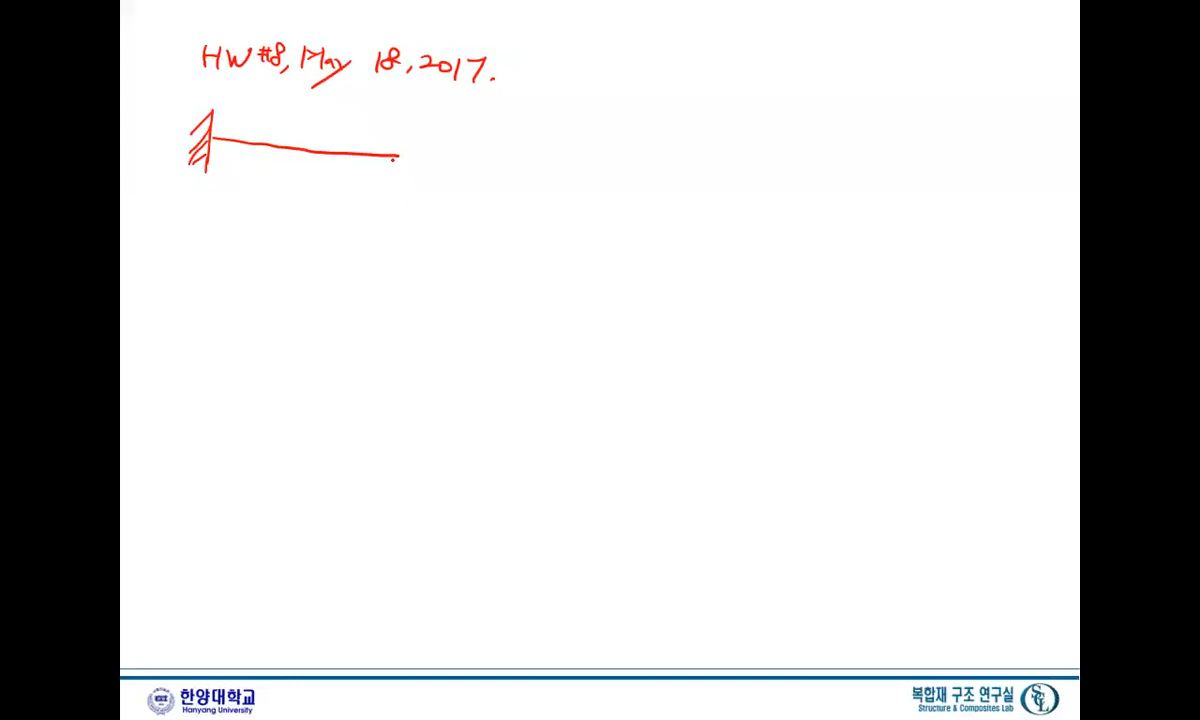 HW #8, May 18, 2017.
한양대학교
Hanyang University
복합재 구조 연구실
Structure & Composites Lab